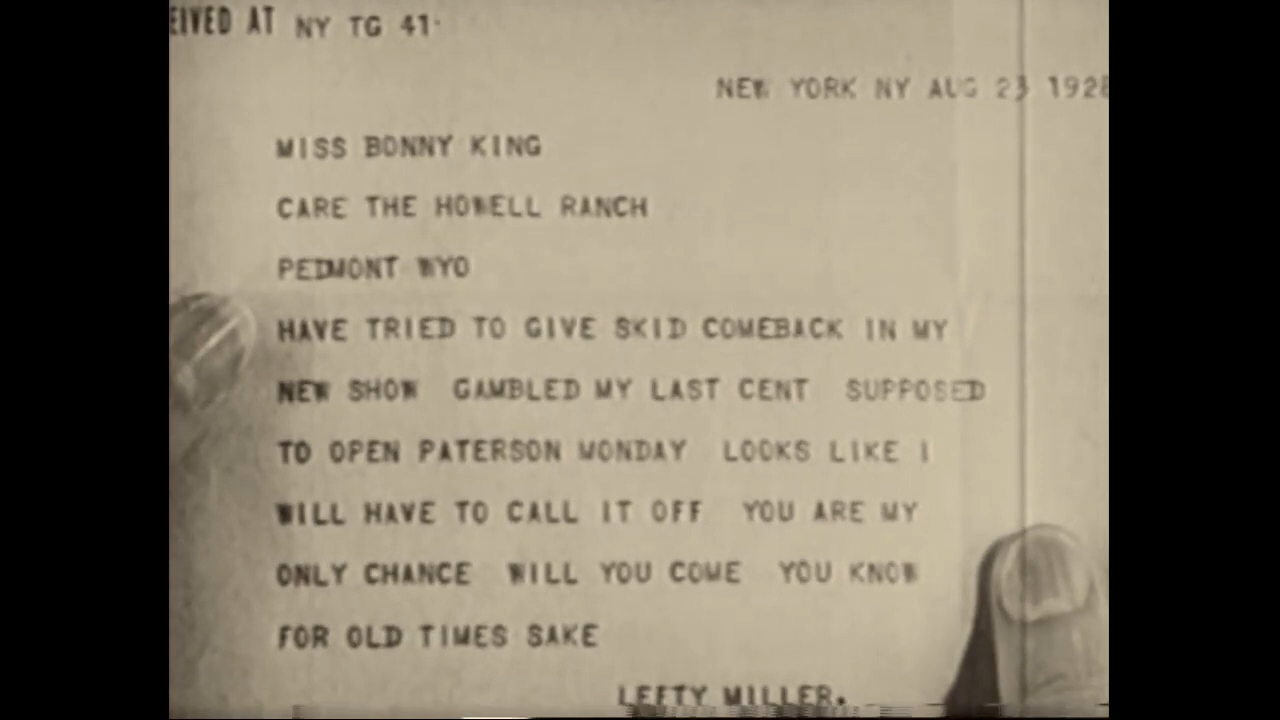 EIVED AT NY TG 41
NEW YORK NY AUG 23 1928
MISS BONNY KING
CARE THE HOWELL RANCH
PEDMONT WYO
HAVE TRIED TO GIVE SKID COMEBACK IN MY
NEW SHOW GAMBLED MY LAST CENT SUPPOSED
TO OPEN PATERSON MONDAY LOOKS LIKE I
WILL HAVE TO CALL IT OFF YOU ARE MY
ONLY CHANCE WILL YOU COME YOU KNOW
FOR OLD TIMES SAKE
LEFTY MILLER.